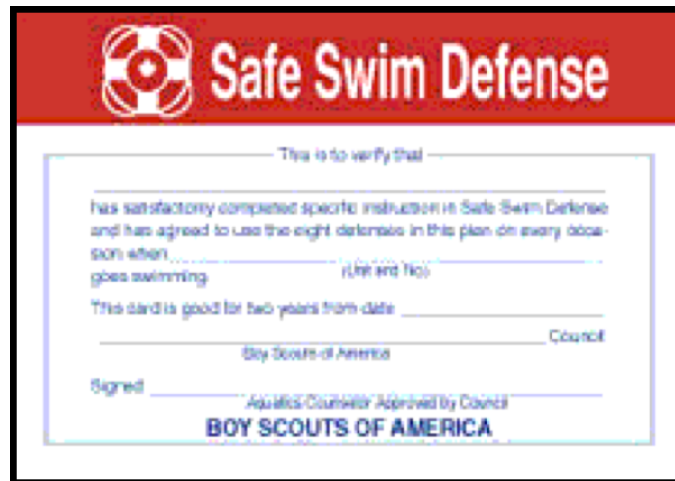 Safe Swim Defense
This is to verify that
has satisfactorily completed specific instruction in Safe Swim Defense
and has agreed to use the eight defenses in this plan on every occa-
sion when
(Unit and No.)
goes swimming.
This card is good for two years from date
Council
Boy Scouts of America
Signed
Aquatics Counselor Approved by Council
BOY SCOUTS OF AMERICA